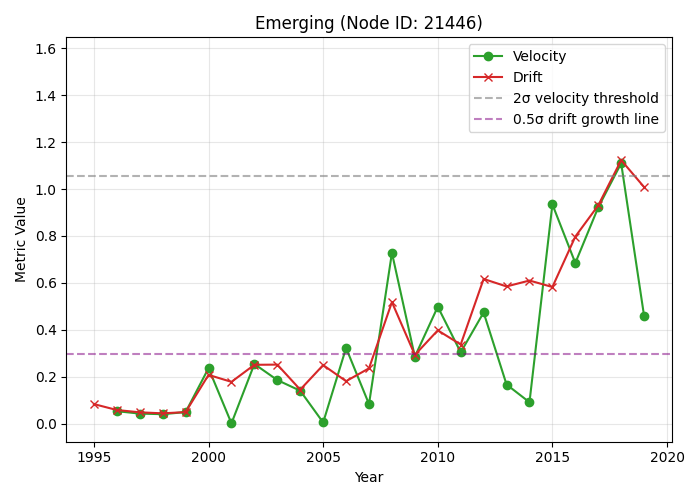 Emerging (Node ID: 21446)
Velocity
Drift
2σ velocity threshold
0.5σ drift growth line
Metric Value
1.6
1.4
1.2
1.0
0.8
0.6
0.4
0.2
0.0
1995
2000
2005
2010
2015
2020
Year